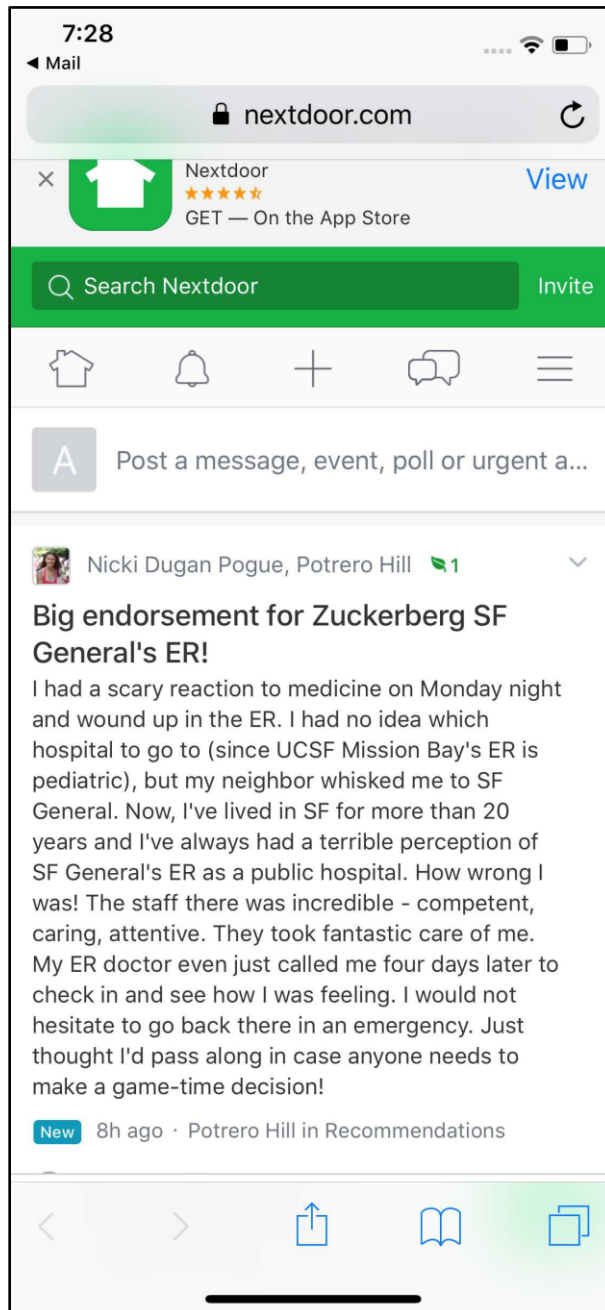 7:28
◀ Mail
nextdoor.com
Nextdoor
GET — On the App Store
View
Search Nextdoor
Invite
A
Post a message, event, poll or urgent a...
Nicki Dugan Pogue, Potrero Hill 1
Big endorsement for Zuckerberg SF
General's ER!
I had a scary reaction to medicine on Monday night
and wound up in the ER. I had no idea which
hospital to go to (since UCSF Mission Bay's ER is
pediatric), but my neighbor whisked me to SF
General. Now, I've lived in SF for more than 20
years and I've always had a terrible perception of
SF General's ER as a public hospital. How wrong I
was! The staff there was incredible - competent,
caring, attentive. They took fantastic care of me.
My ER doctor even just called me four days later to
check in and see how I was feeling. I would not
hesitate to go back there in an emergency. Just
thought I'd pass along in case anyone needs to
make a game-time decision!
New 8h ago · Potrero Hill in Recommendations